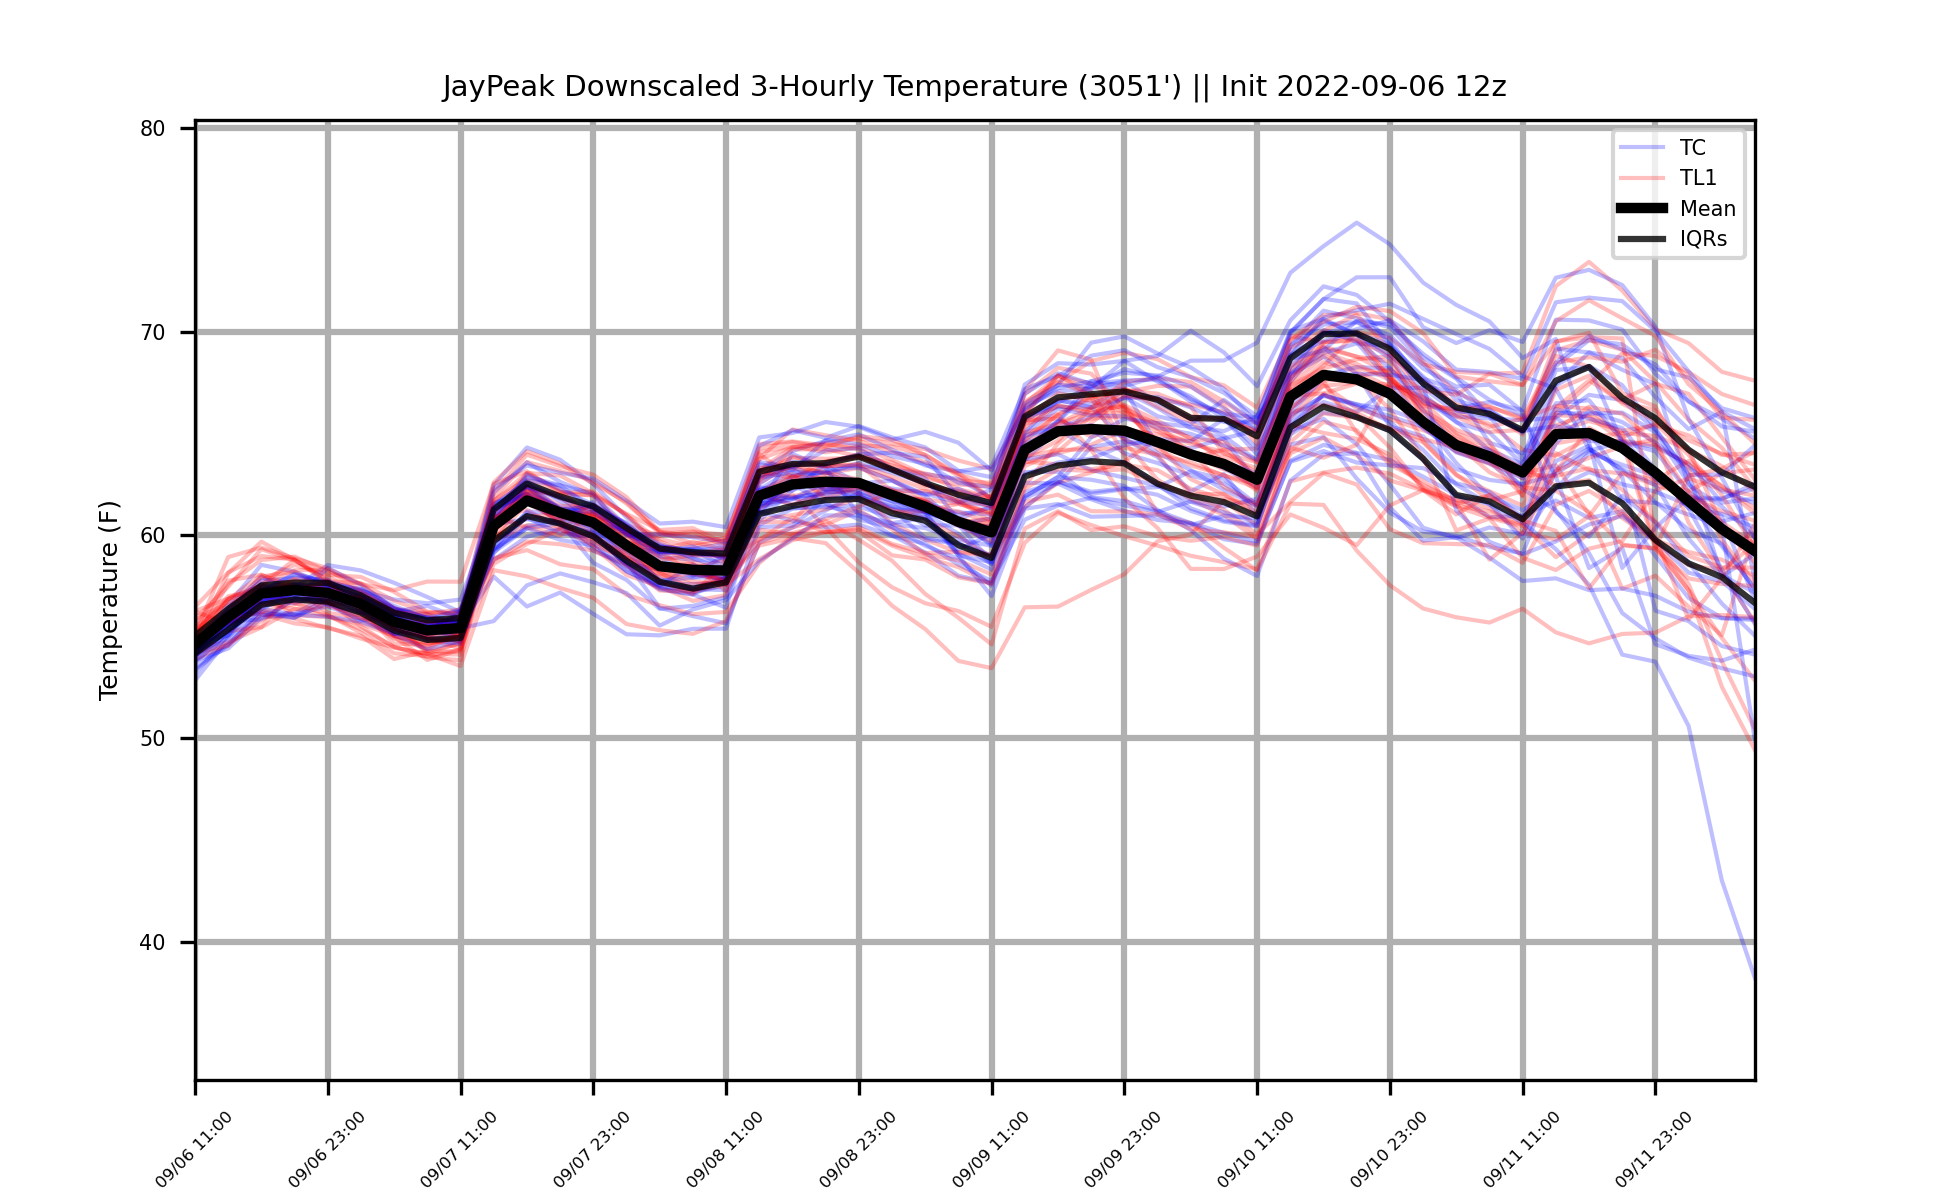 JayPeak Downscaled 3-Hourly Temperature (3051') || Init 2022-09-06 12z
Temperature (F)
80
70
60
50
40
TC
TL1
Mean
IQRs
09/06 11:00
09/06 23:00
09/07 11:00
09/07 23:00
09/08 11:00
09/08 23:00
09/09 11:00
09/09 23:00
09/10 11:00
09/10 23:00
09/11 11:00
09/11 23:00